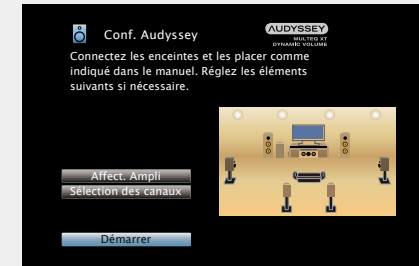 Conf. Audyssey
AUDYSSEY
MULTEQ XT
DYNAMIC VOLUME
Connectez les enceintes et les placer comme
indiqué dans le manuel. Réglez les éléments
suivants si nécessaire.
Affect. Ampli
Sélection des canaux
Démarrer